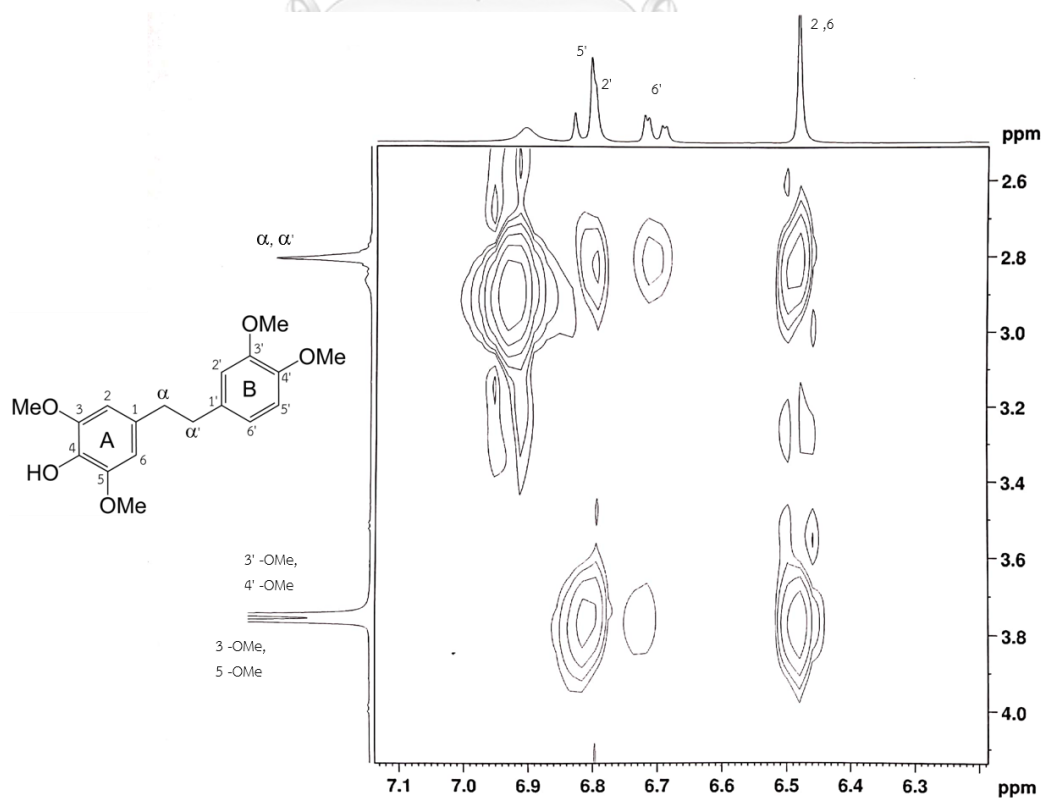 2 ,6
5'
2'
6'
ppm
2.6
α, α'
2.8
3.0
OMe
3'
OMe
2'
4'
α
B
MeO
3
2
1
1'
5'
A
α'
6'
4
6
HO
5
OMe
3.2
3.4
3' -OMe,
3.6
4' -OMe
3 -OMe,
3.8
5 -OMe
4.0
7.1 7.0 6.9 6.8 6.7 6.6 6.5 6.4 6.3 ppm